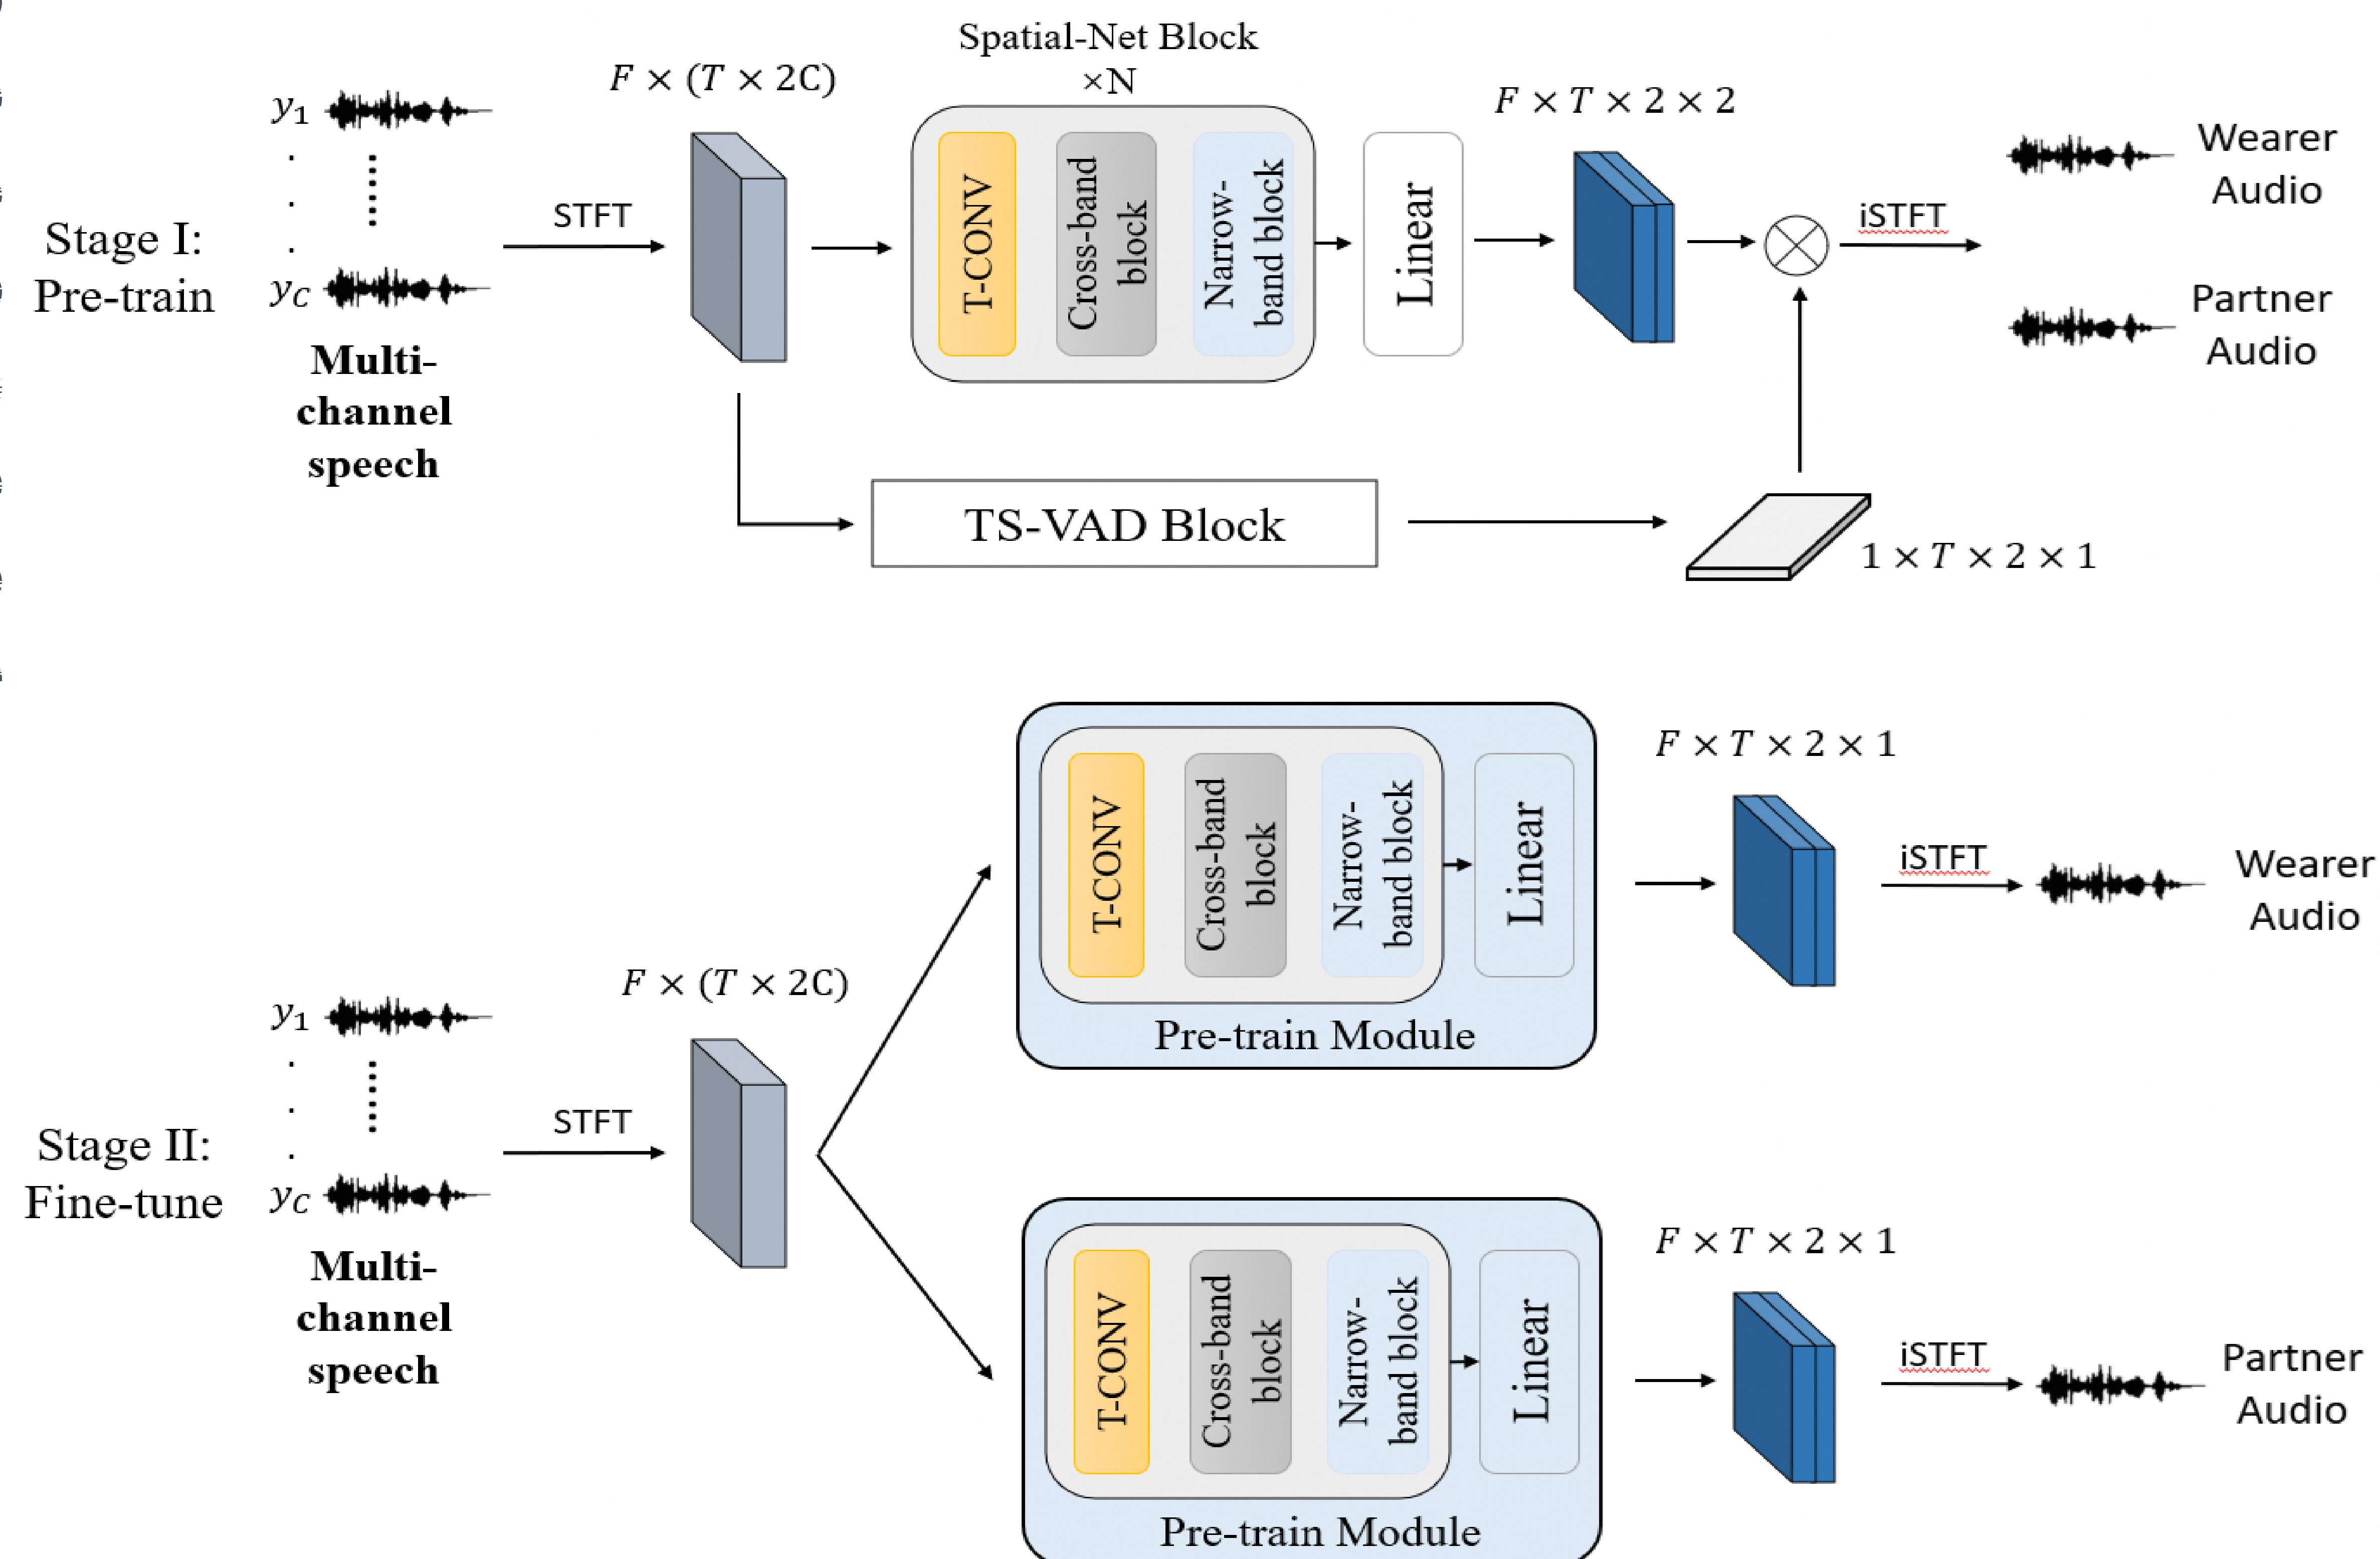 Spatial-Net Block
×N
F × (T × 2C)
F × T × 2 × 2
y₁
Stage I:
Pre-train
y_C
Multi-
channel
speech
STFT
T-CONV
Cross-band
block
Narrow-
band block
Linear
iSTFT
Wearer
Audio
Partner
Audio
TS-VAD Block
1 × T × 2 × 1
Stage II:
Fine-tune
y₁
y_C
Multi-
channel
speech
STFT
F × (T × 2C)
T-CONV
Cross-band
block
Narrow-
band block
Linear
Pre-train Module
F × T × 2 × 1
iSTFT
Wearer
Audio
T-CONV
Cross-band
block
Narrow-
band block
Linear
Pre-train Module
F × T × 2 × 1
iSTFT
Partner
Audio